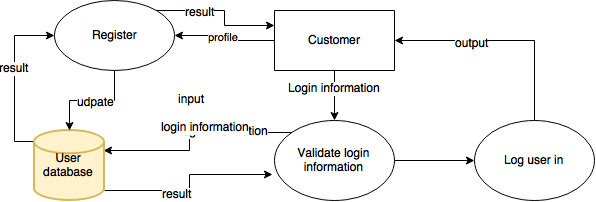 result
Register
profile
Customer
output
result
Login information
udpate
input
login information
tion
User
database
Validate login
information
Log user in
result